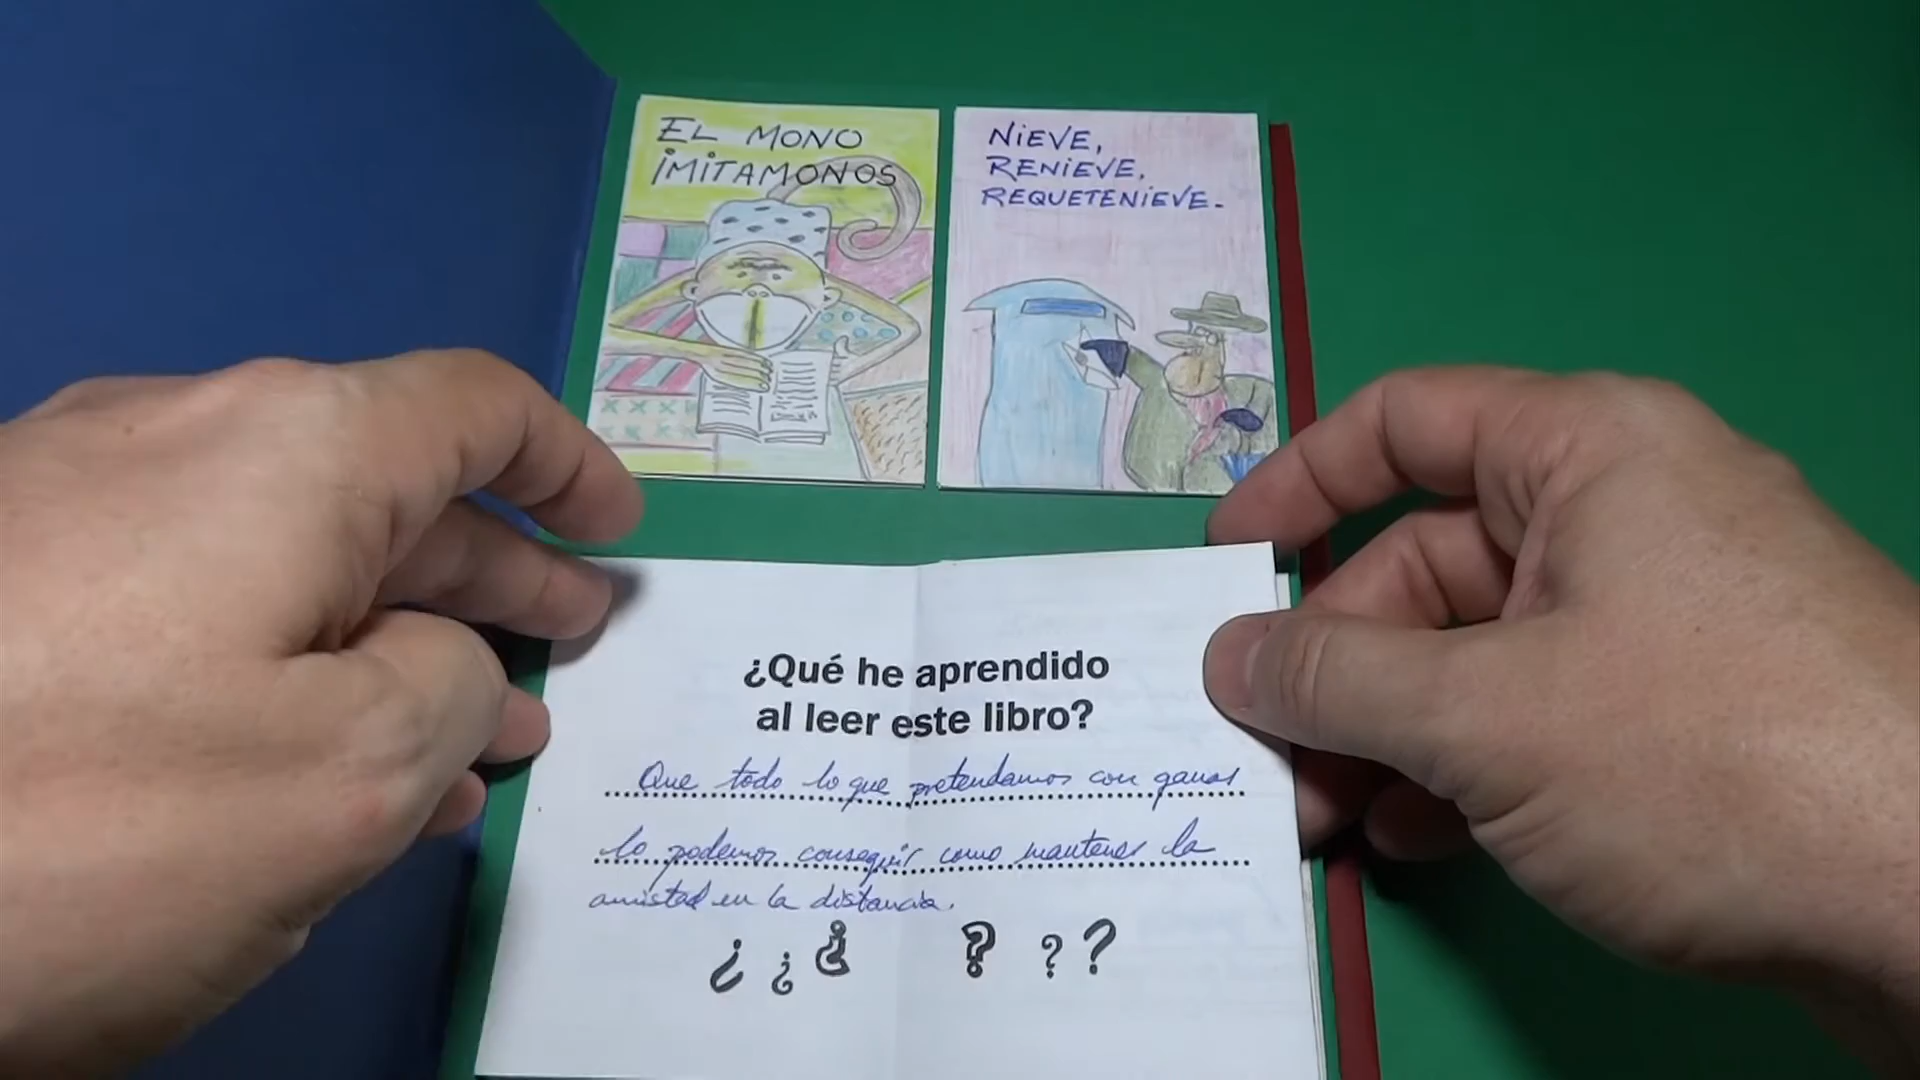 EL MONO
IMITAMONOS
NIEVE,
RENIEVE,
REQUETENIEVE.
¿Qué he aprendido
al leer este libro?
Que todo lo que pretendamos con ganas
lo podemos conseguir como mantener la
amistad en la distancia.
¿ ¿ ¿ ? ? ?